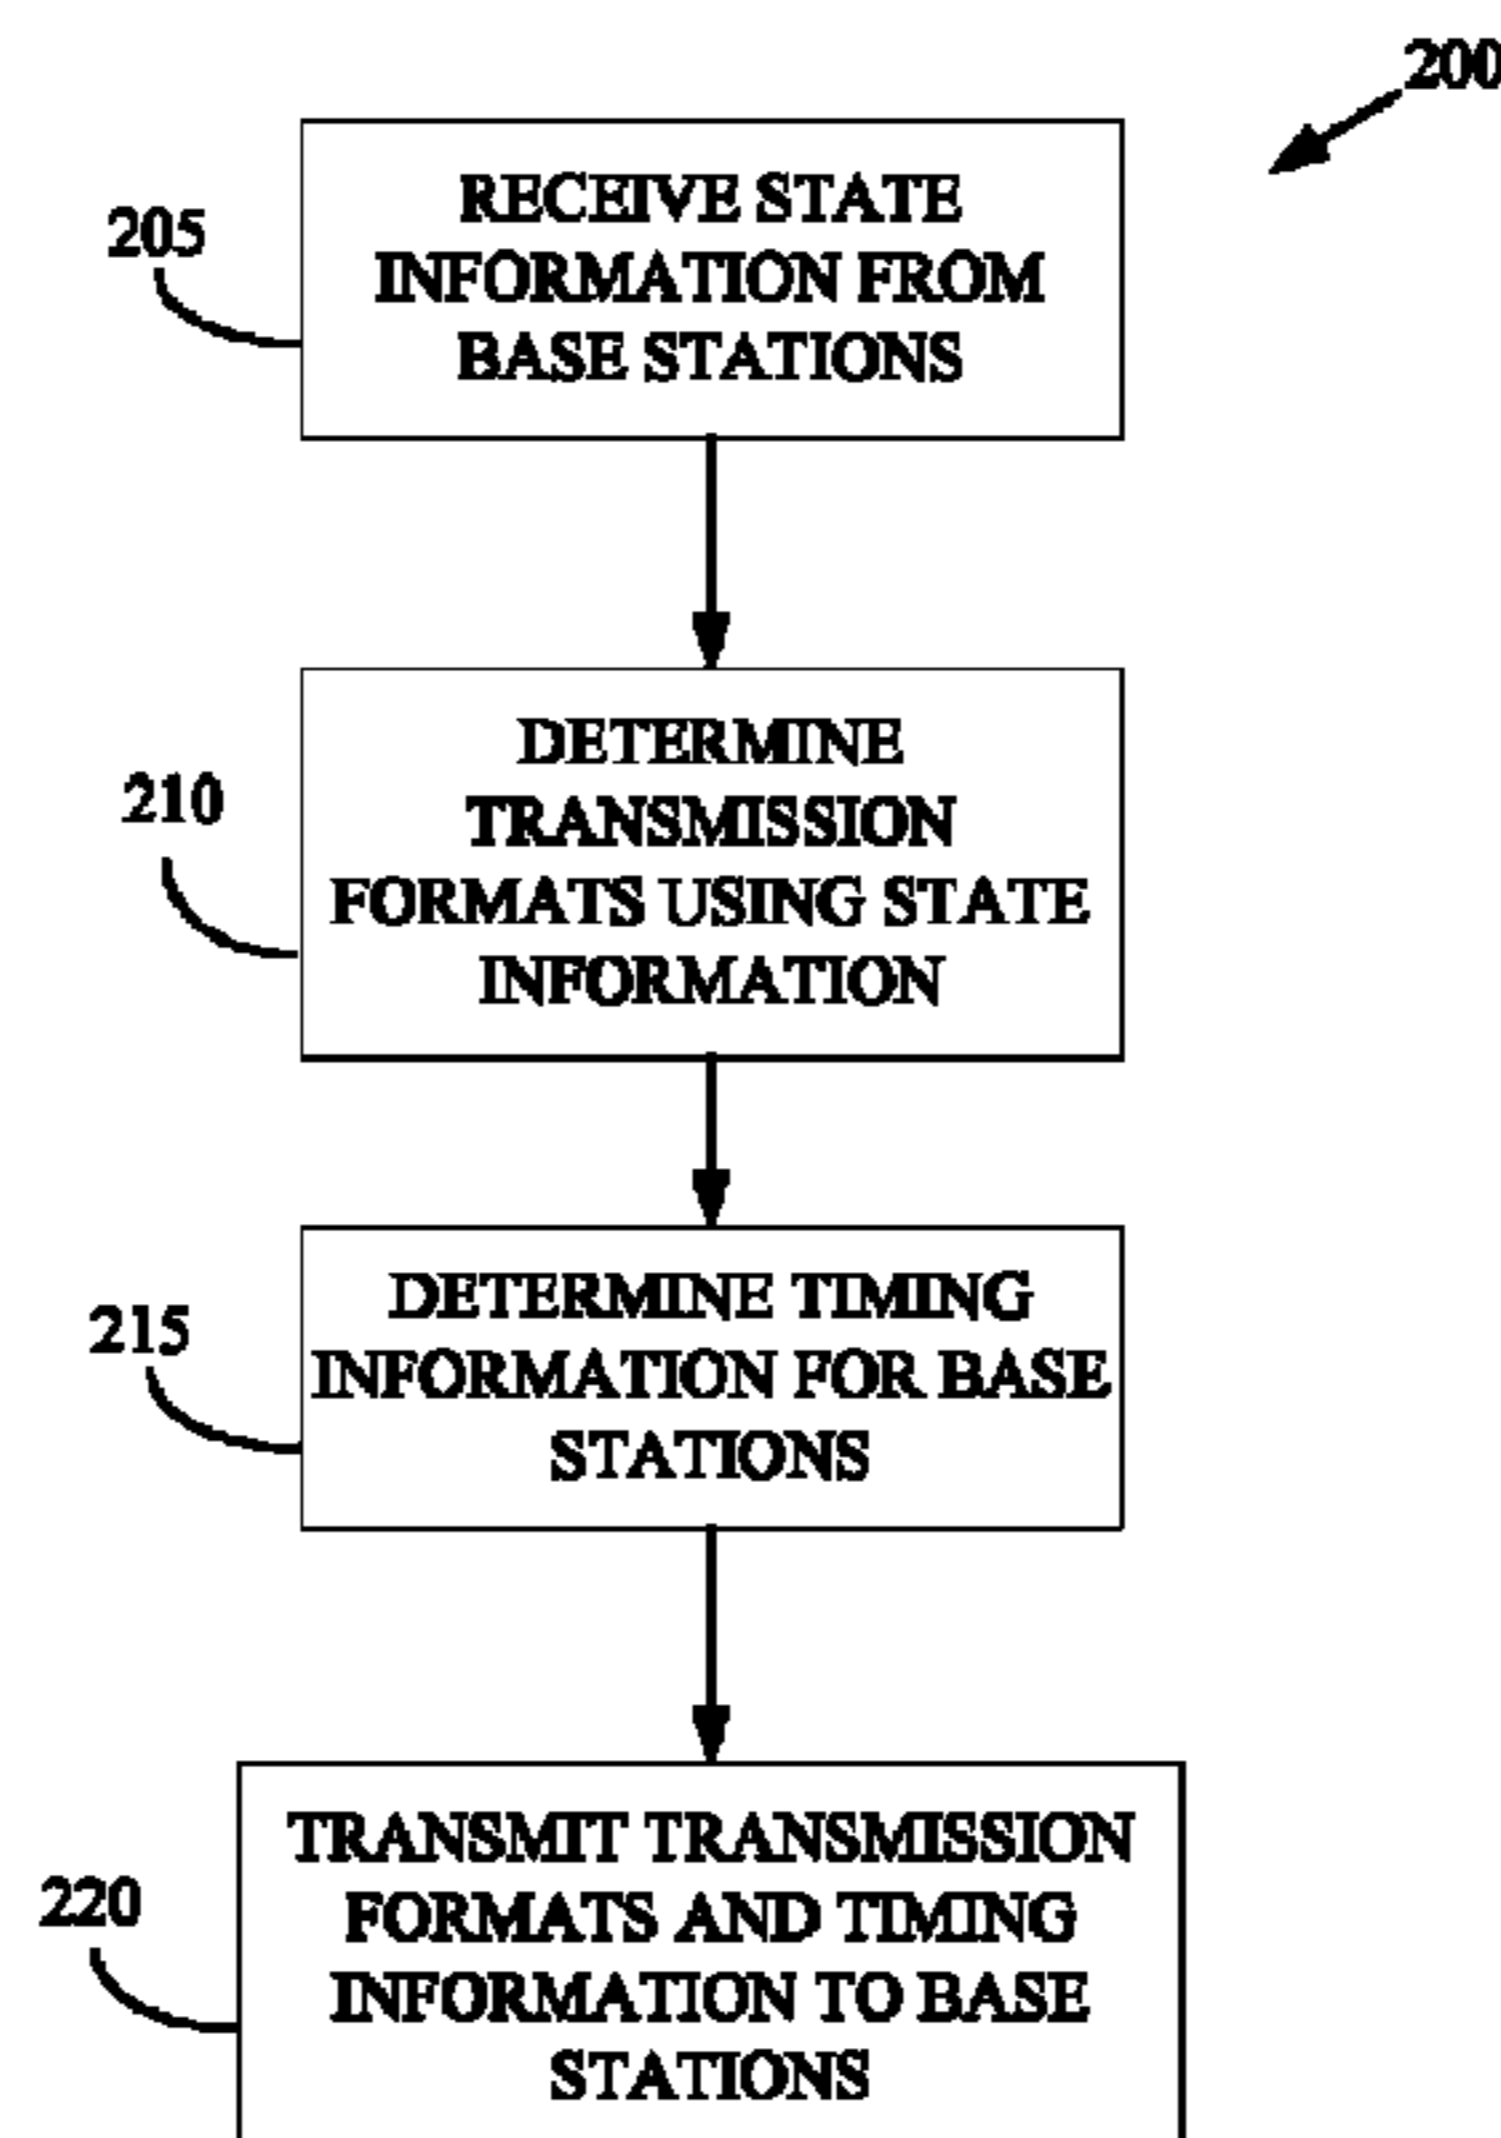 200
205
RECEIVE STATE
INFORMATION FROM
BASE STATIONS
210
DETERMINE
TRANSMISSION
FORMATS USING STATE
INFORMATION
215
DETERMINE TIMING
INFORMATION FOR BASE
STATIONS
220
TRANSMIT TRANSMISSION
FORMATS AND TIMING
INFORMATION TO BASE
STATIONS